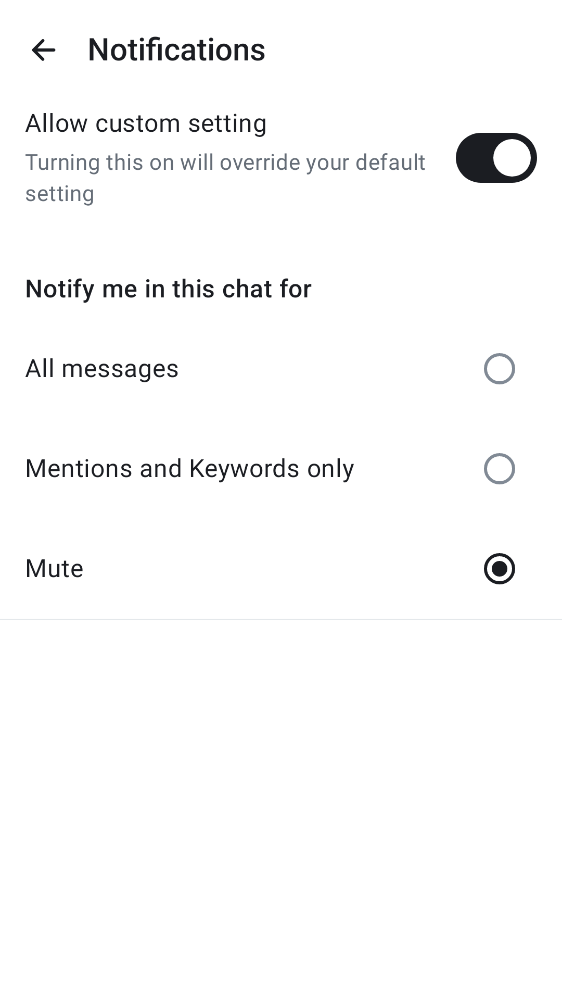 Notifications
Allow custom setting
Turning this on will override your default
setting
Notify me in this chat for
All messages
Mentions and Keywords only
Mute